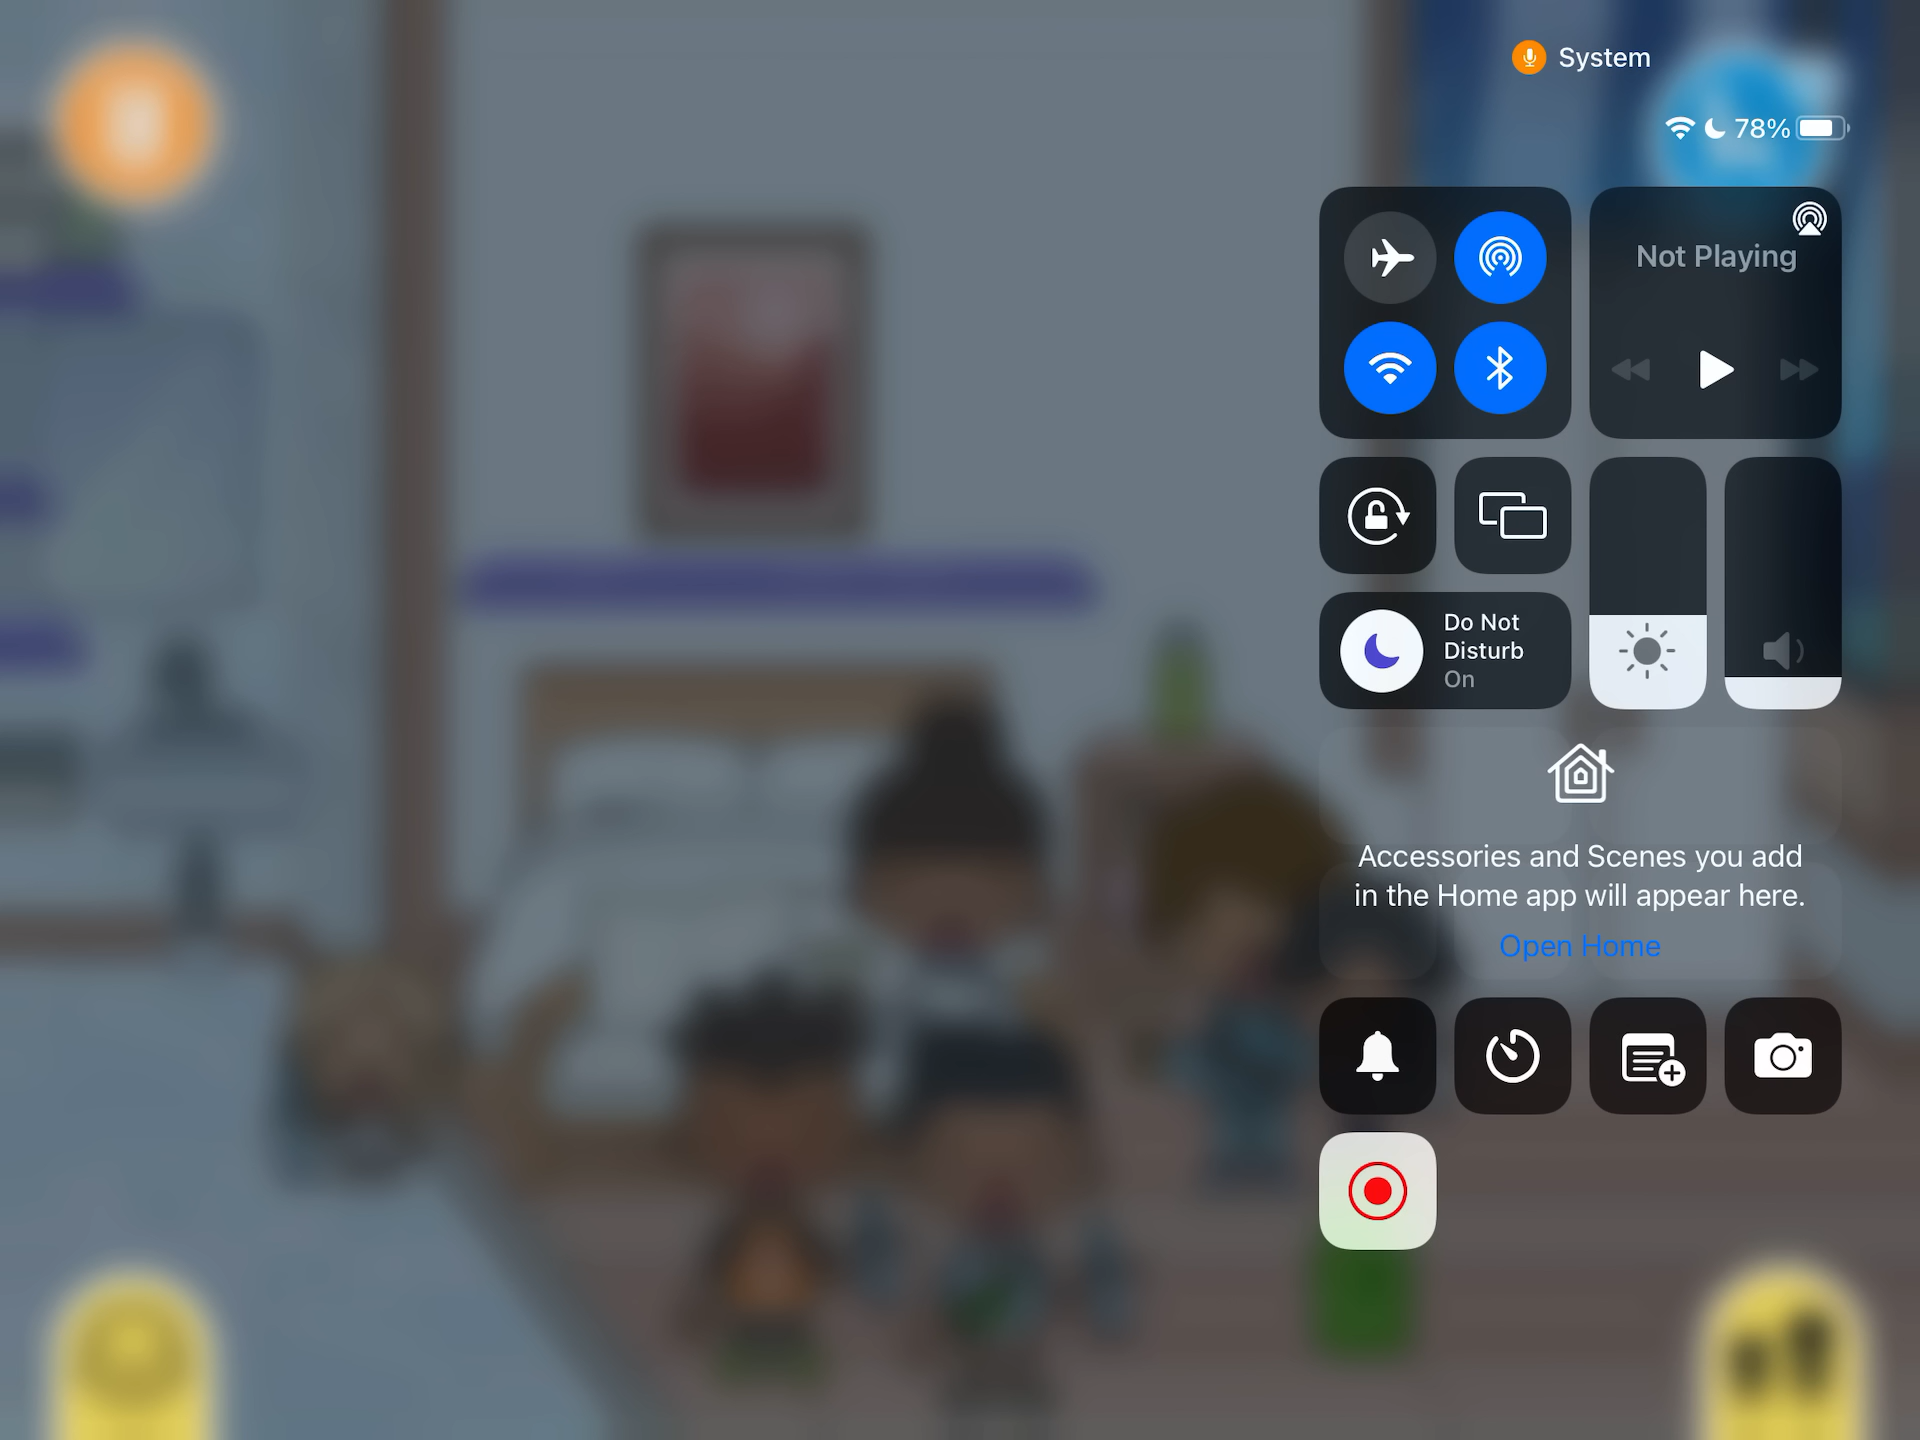 System
78%
Not Playing
Do Not
Disturb
On
Accessories and Scenes you add
in the Home app will appear here.
Open Home